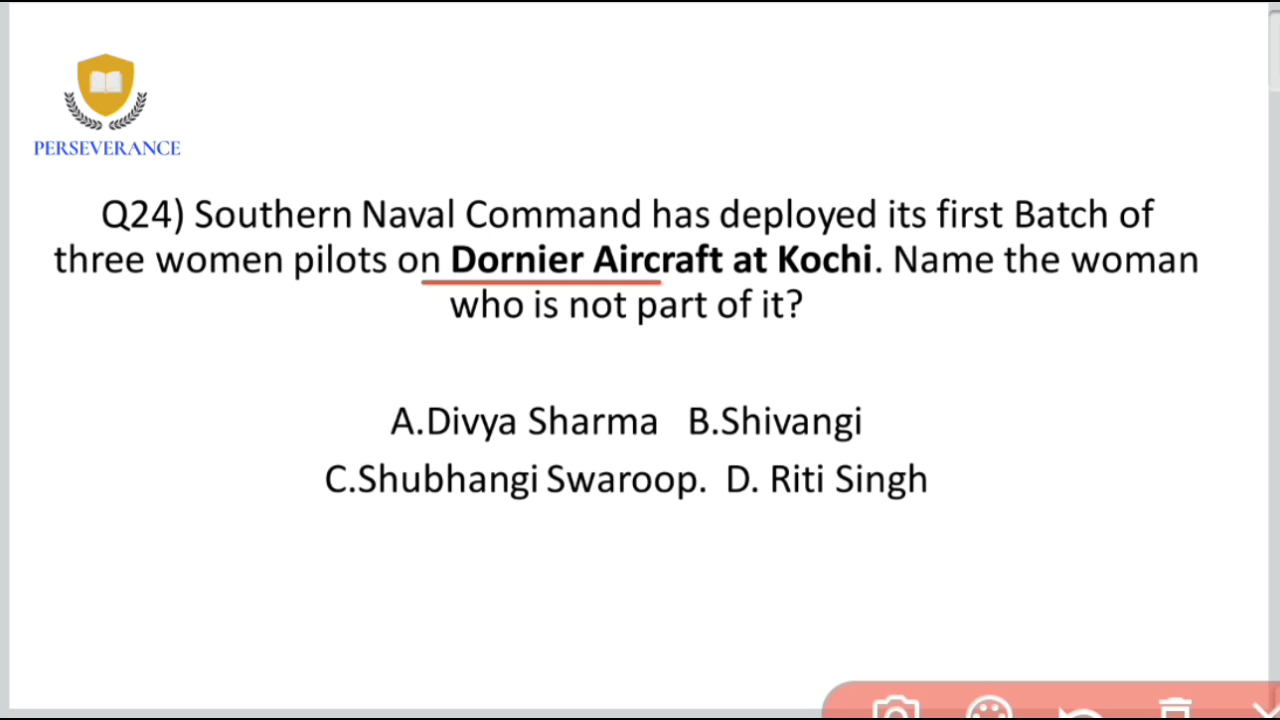 PERSEVERANCE
Q24) Southern Naval Command has deployed its first Batch of
three women pilots on Dornier Aircraft at Kochi. Name the woman
who is not part of it?
A.Divya Sharma B.Shivangi
C.Shubhangi Swaroop. D. Riti Singh